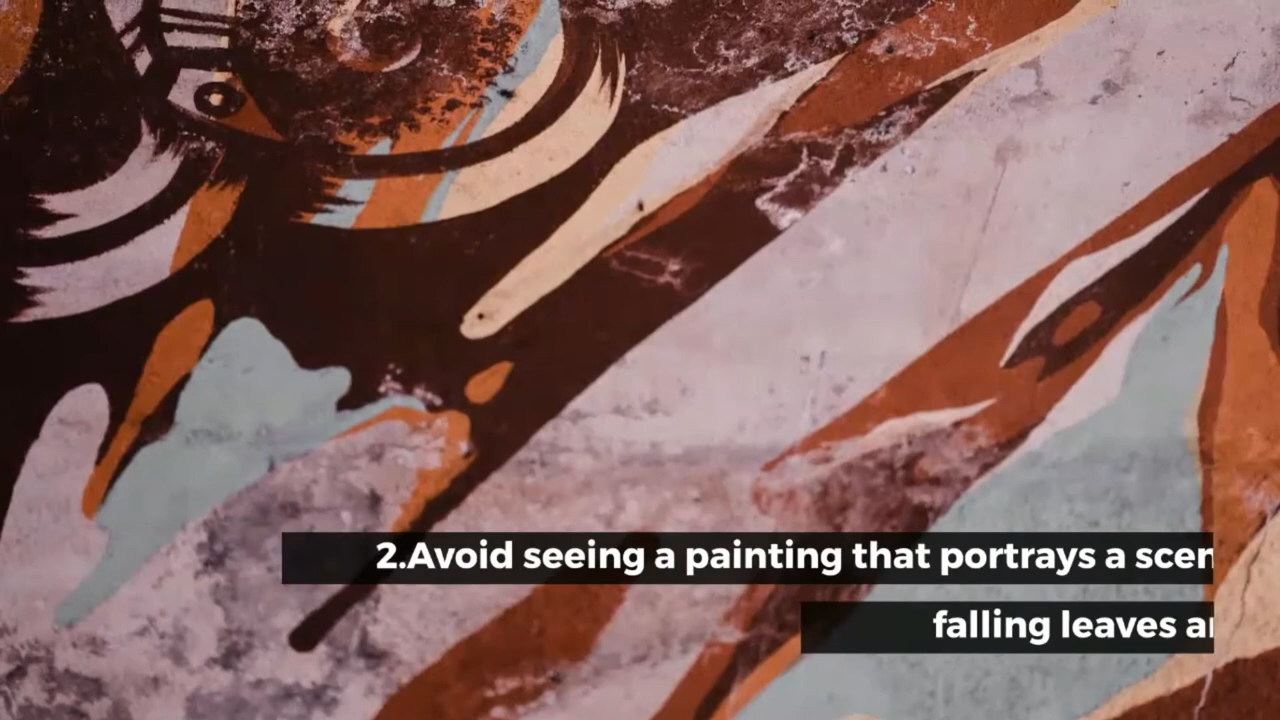 2.Avoid seeing a painting that portrays a
falling leaves